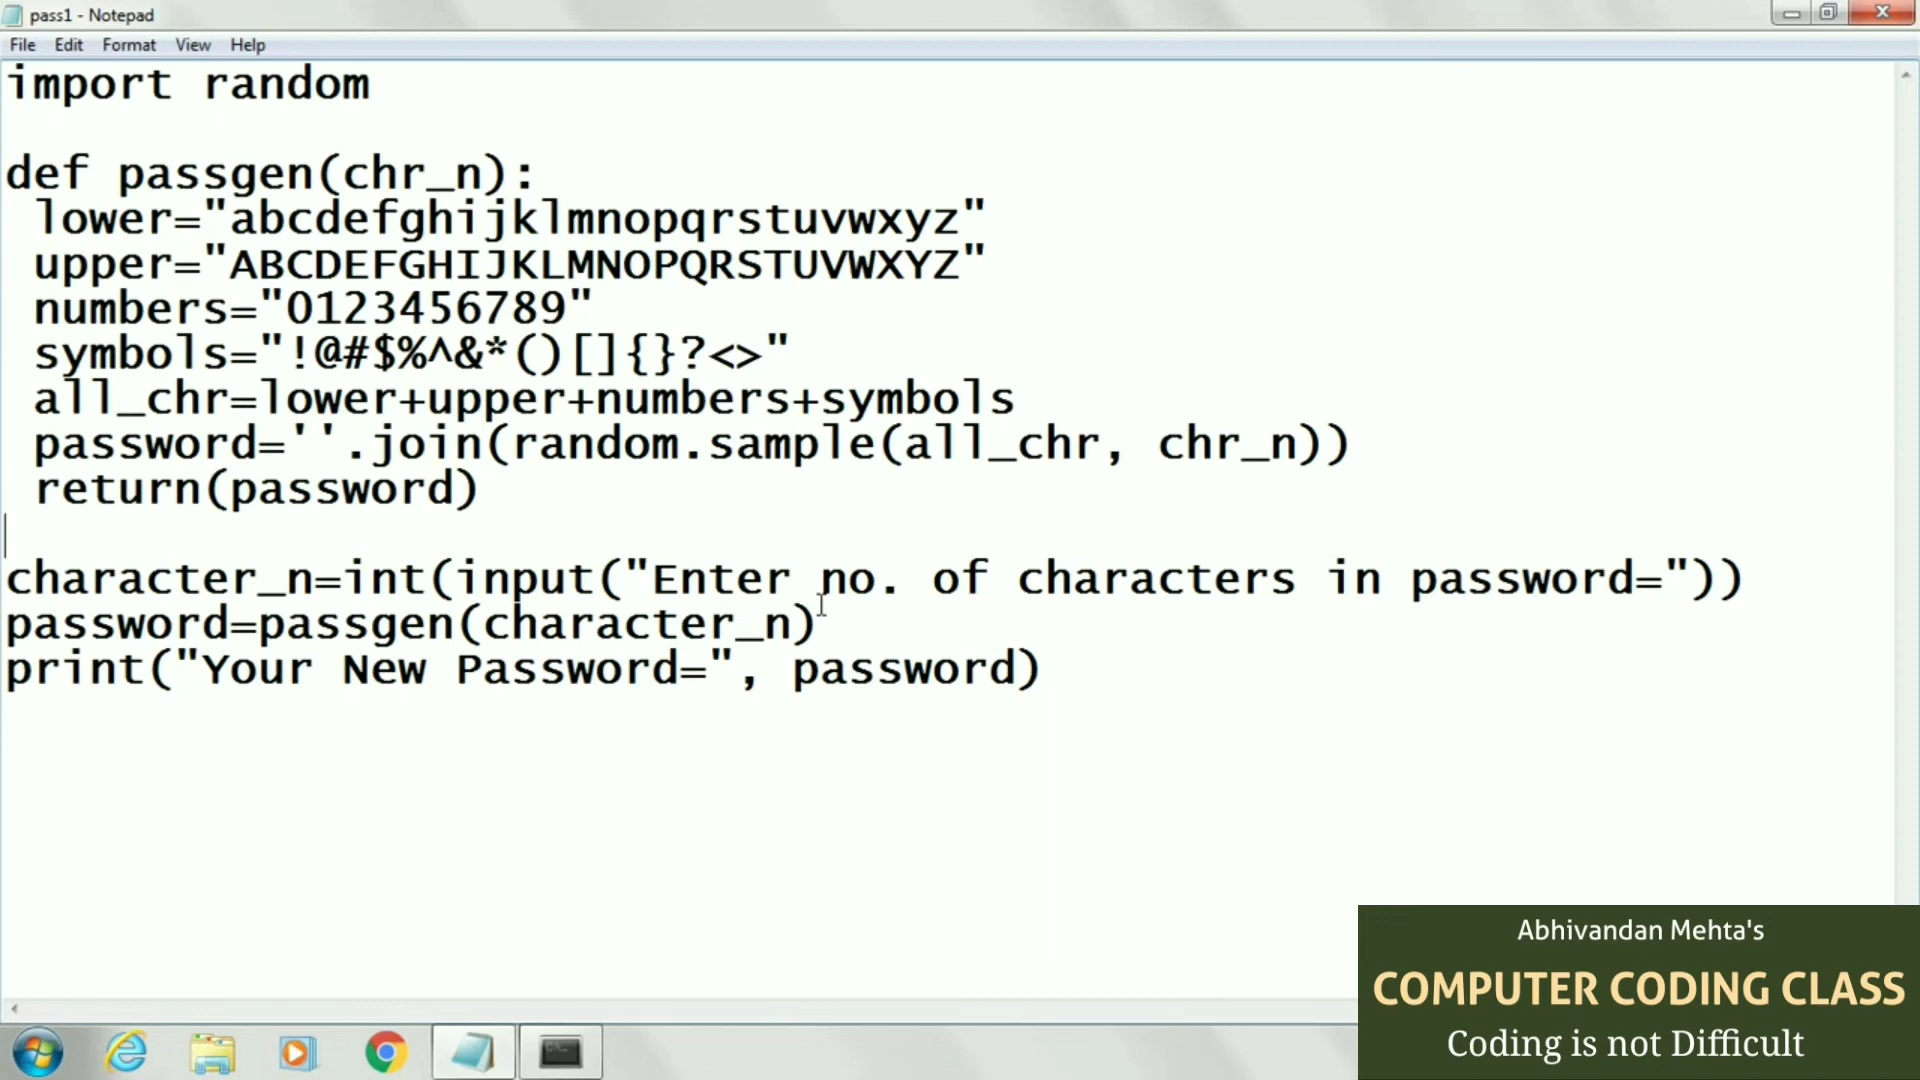 pass1 - Notepad
File Edit Format View Help
import random
def passgen(chr_n):
lower="abcdefghijklmnopqrstuvwxyz"
upper="ABCDEFGHIJKLMNOPQRSTUVWXYZ"
numbers="0123456789"
symbols="!@#$%^&*()[]{}?<>"
all_chr=lower+upper+numbers+symbols
password=''.join(random.sample(all_chr, chr_n))
return(password)
character_n=int(input("Enter no. of characters in password="))
password=passgen(character_n)
print("Your New Password=", password)
Abhivandan Mehta's
COMPUTER CODING CLASS
Coding is not Difficult